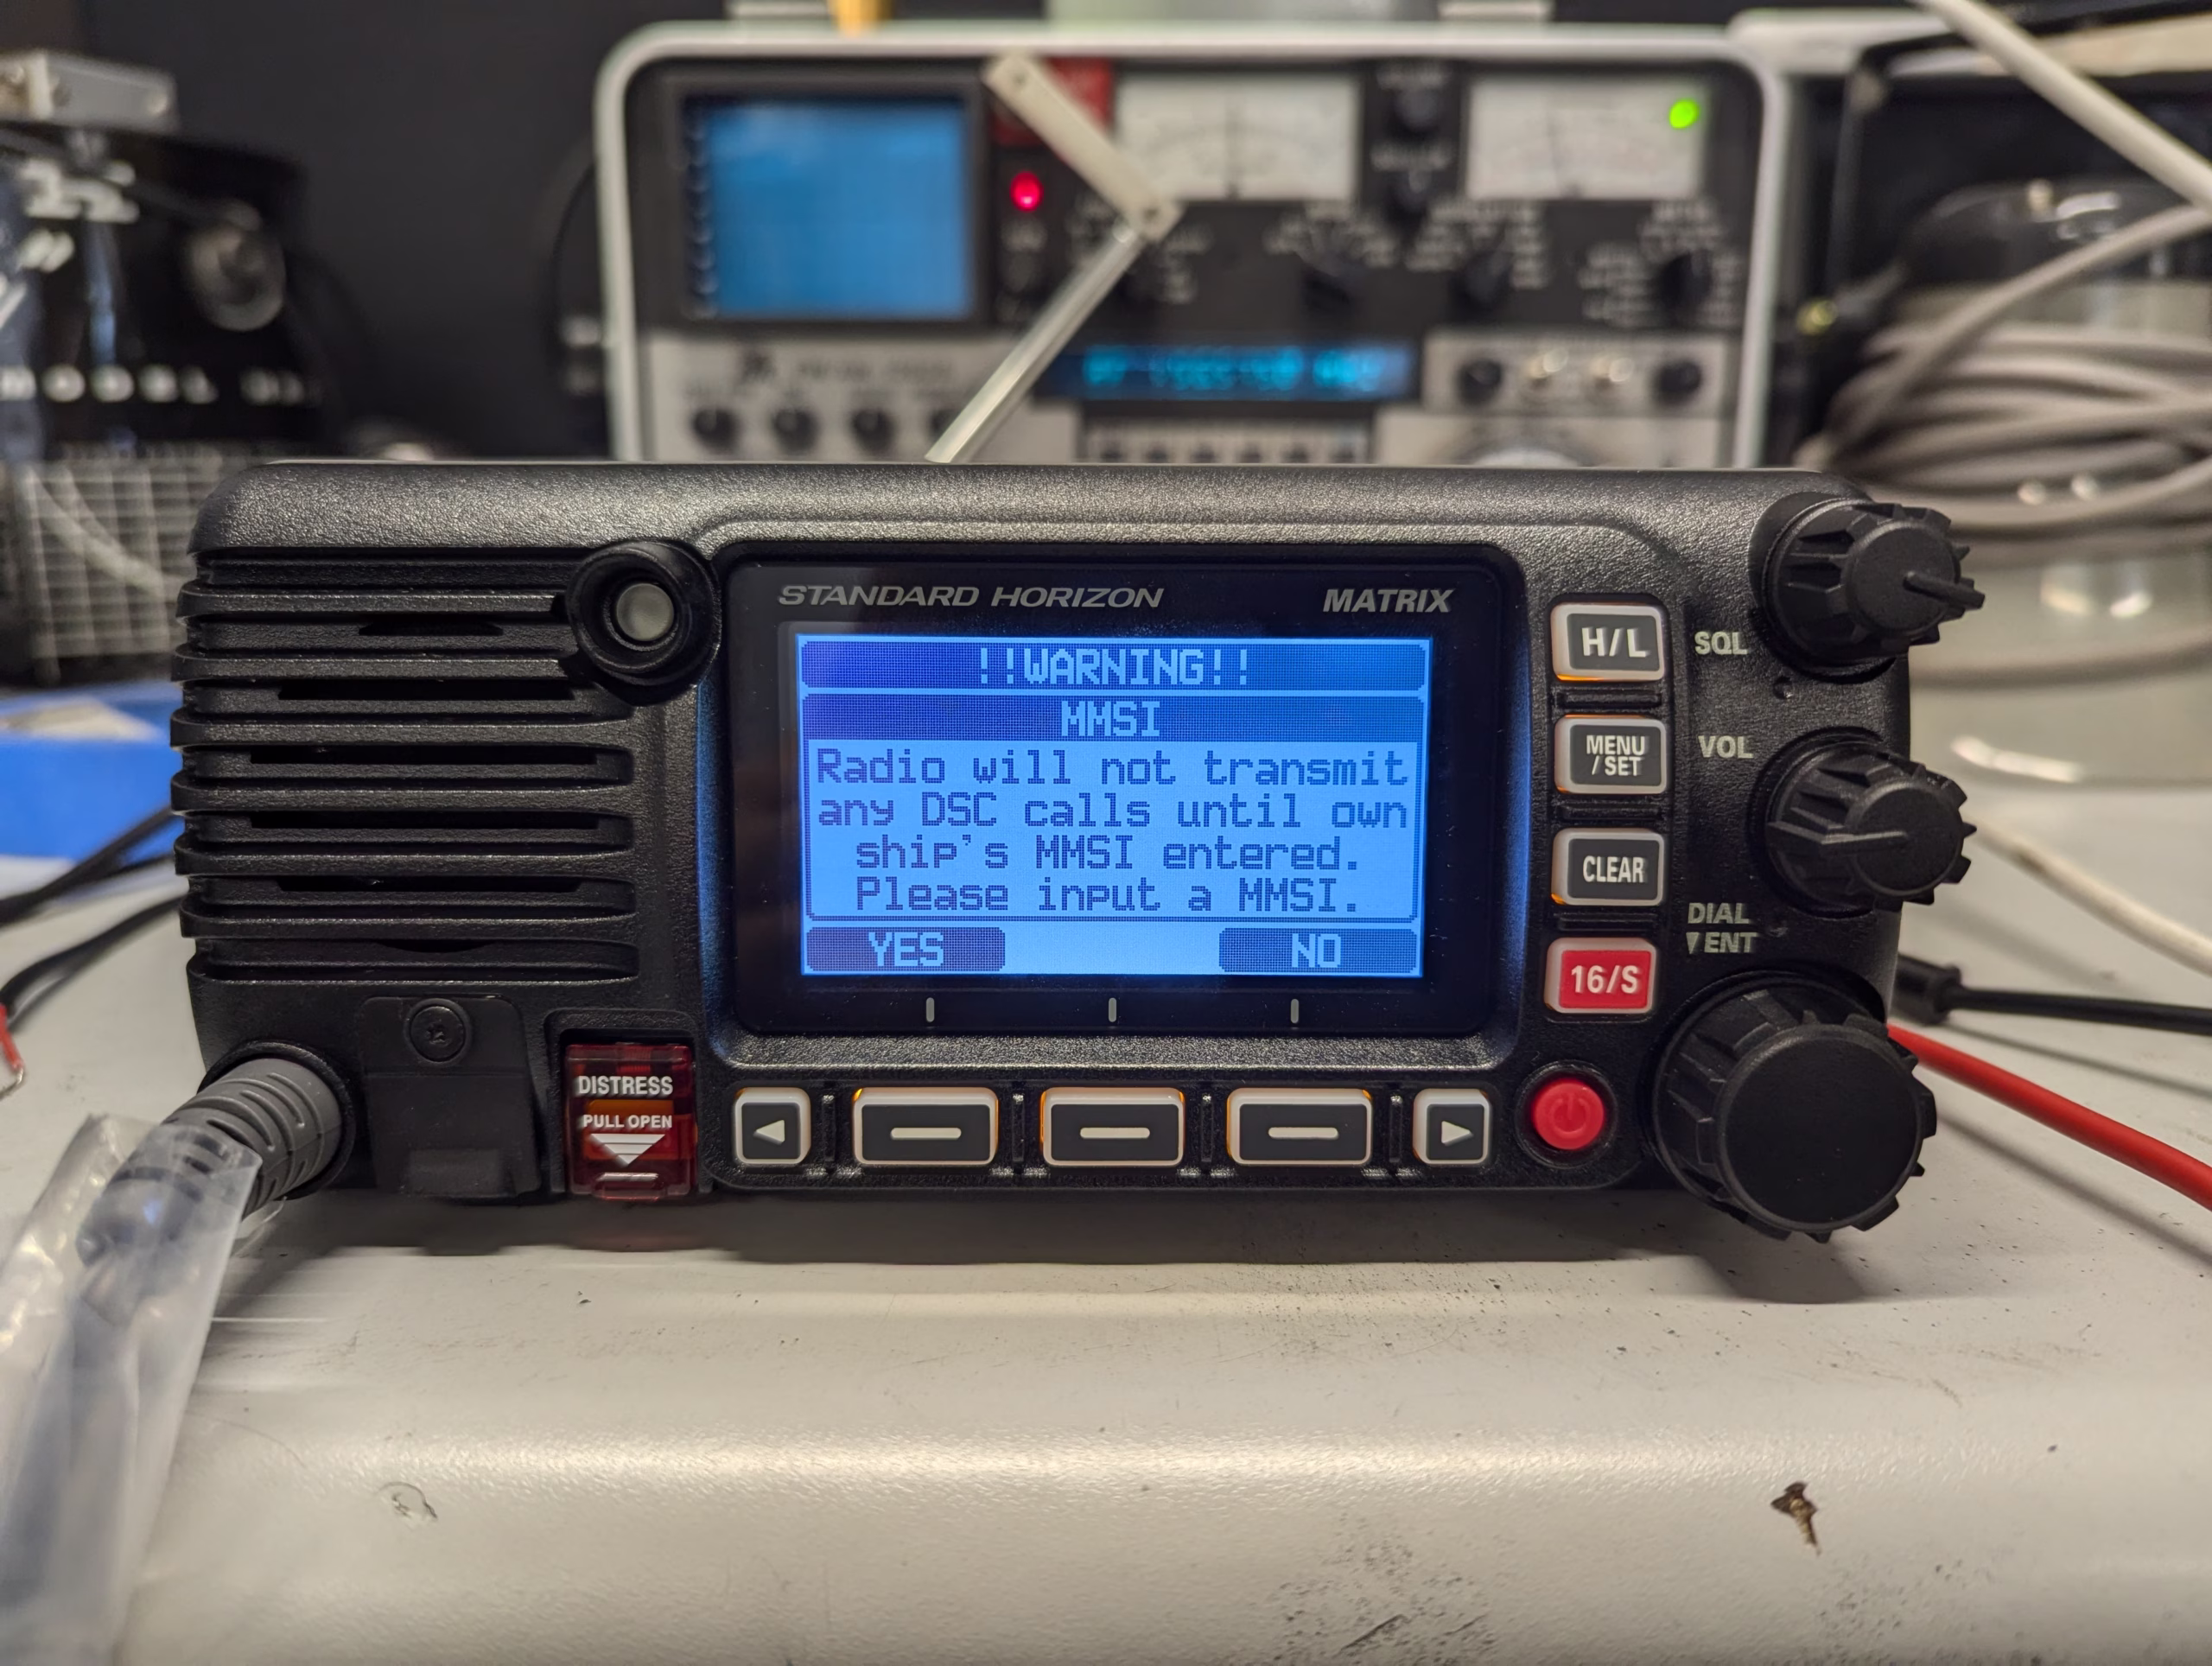 STANDARD HORIZON MATRIX
!!WARNING!!
MMSI
Radio will not transmit
any DSC calls until own
ship's MMSI entered.
Please input a MMSI.
YES NO
H/L
SQL
MENU
/SET
VOL
CLEAR
DIAL
▼ENT
16/S
DISTRESS
PULL OPEN